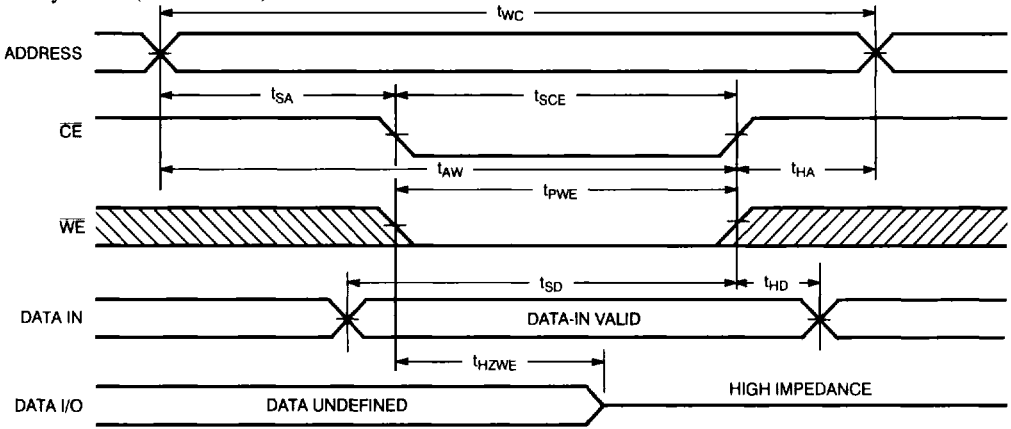 tWC
ADDRESS
tSA
tSCE
CE
tAW
tHA
tPWE
WE
tSD
tHD
DATA IN
DATA-IN VALID
tHZWE
DATA I/O
DATA UNDEFINED
HIGH IMPEDANCE